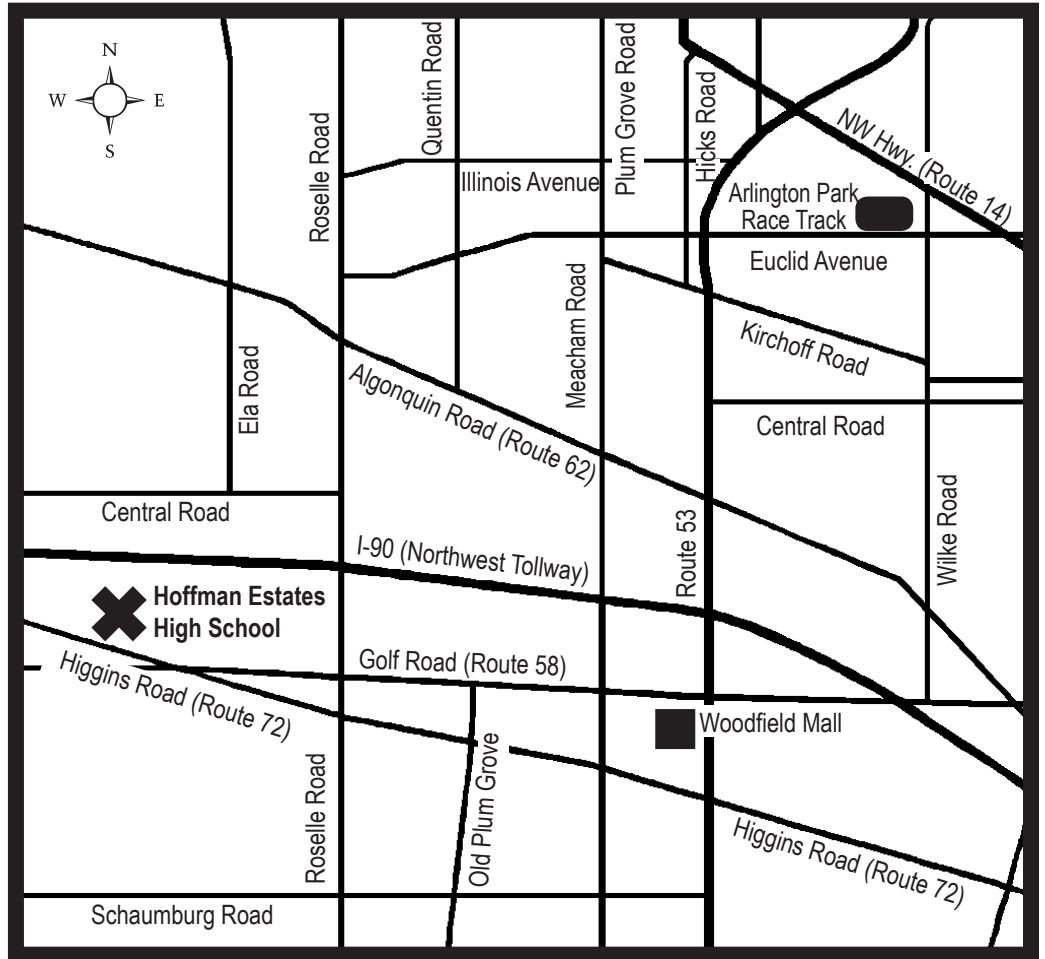 N
W E
S
Roselle Road
Quentin Road
Plum Grove Road
Hicks Road
NW Hwy. (Route 14)
Illinois Avenue
Arlington Park
Race Track
Euclid Avenue
Kirchoff Road
Meacham Road
Ela Road
Algonquin Road (Route 62)
Central Road
Central Road
I-90 (Northwest Tollway)
Route 53
Wilke Road
Hoffman Estates
High School
Golf Road (Route 58)
Higgins Road (Route 72)
Woodfield Mall
Roselle Road
Old Plum Grove
Higgins Road (Route 72)
Schaumburg Road